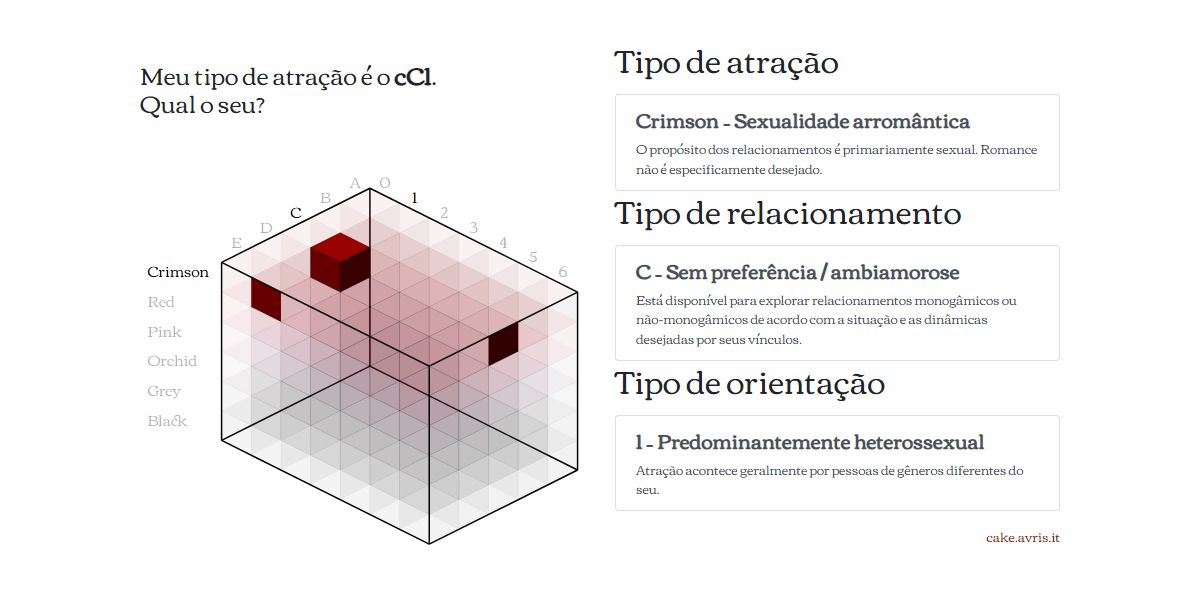 Meu tipo de atração é o cC1.
Qual o seu?
A
0
B
1
C
2
D
3
E
4
5
6
Crimson
Red
Pink
Orchid
Grey
Black
Tipo de atração
Crimson - Sexualidade arromântica
O propósito dos relacionamentos é primariamente sexual. Romance
não é especificamente desejado.
Tipo de relacionamento
C - Sem preferência / ambiamorose
Está disponível para explorar relacionamentos monogâmicos ou
não-monogâmicos de acordo com a situação e as dinâmicas
desejadas por seus vínculos.
Tipo de orientação
1 - Predominantemente heterossexual
Atração acontece geralmente por pessoas de gêneros diferentes do
seu.
cake.avris.it